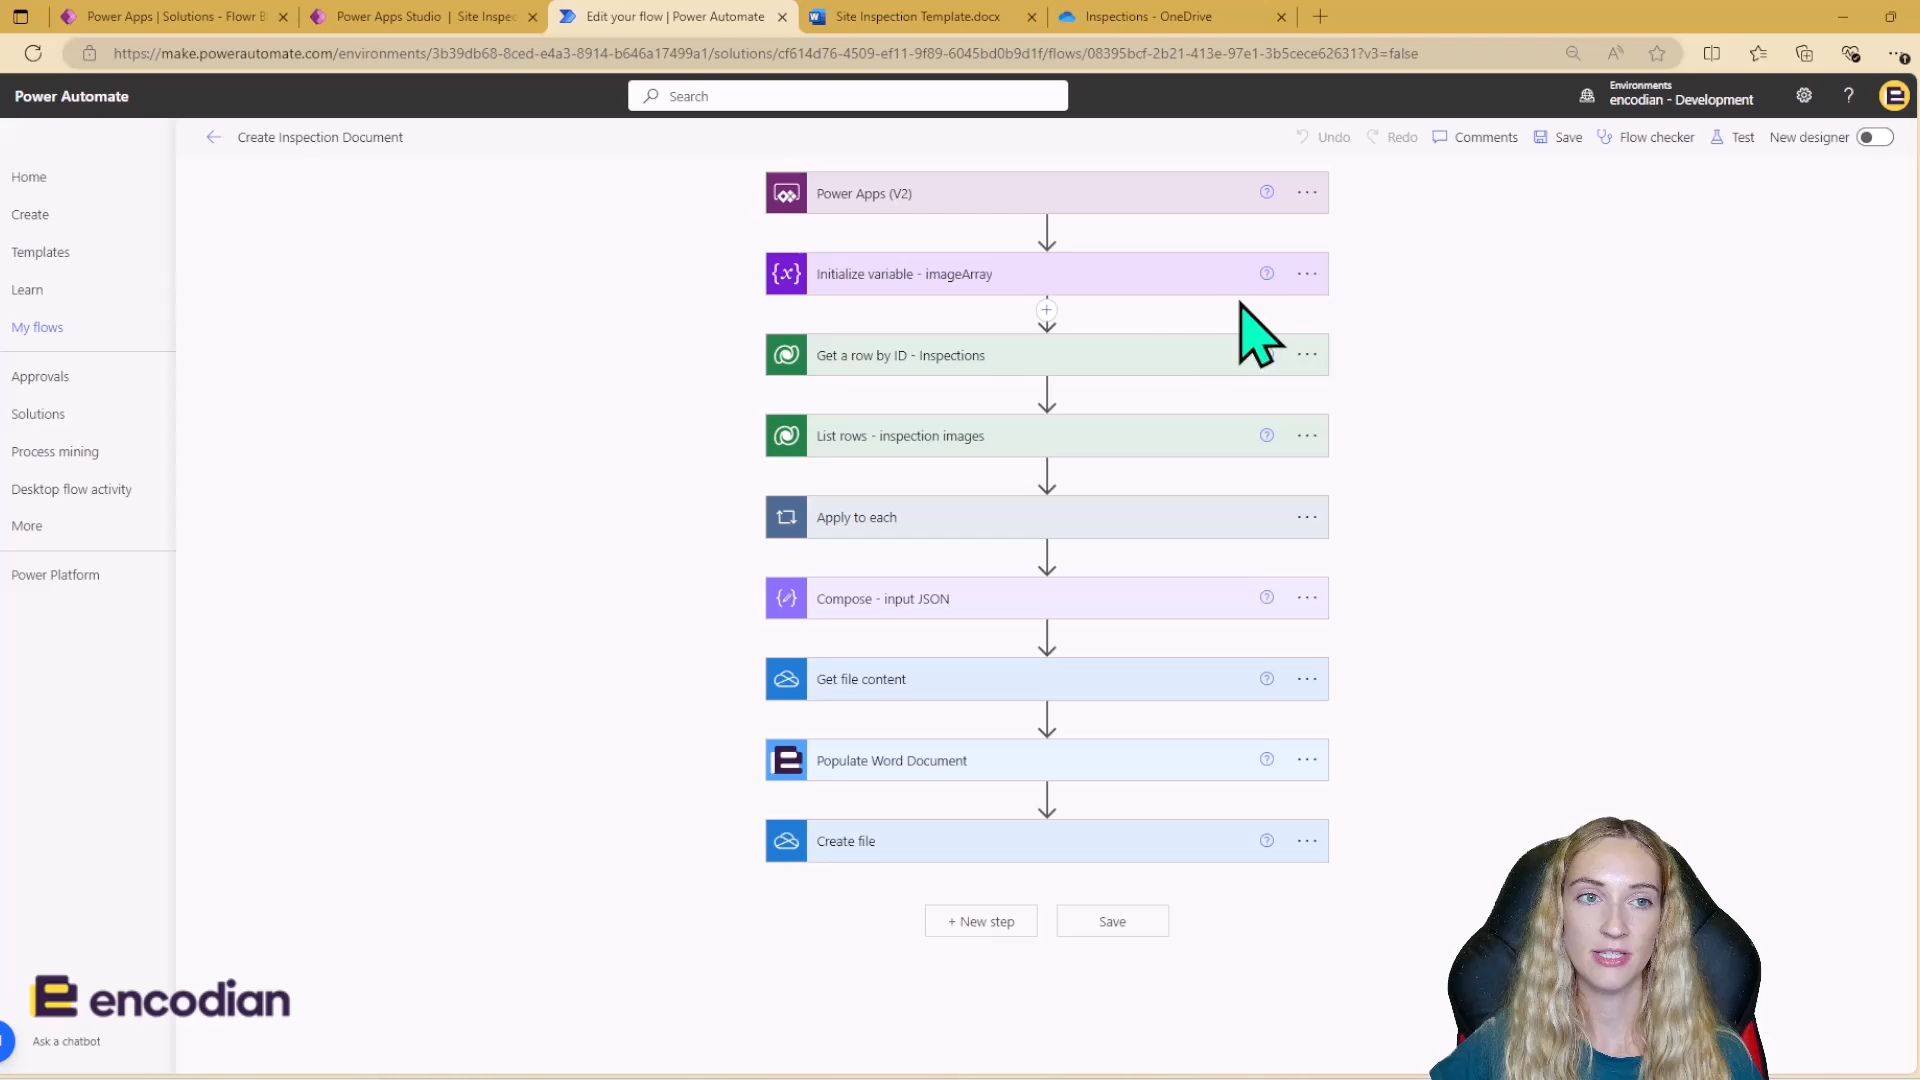 Power Apps | Solutions - Flowr B
Power Apps Studio | Site Inspec
Edit your flow | Power Automate
Site Inspection Template.docx
Inspections - OneDrive
https://make.powerautomate.com/environments/3b39db68-8ced-e4a3-8914-b646a17499a1/solutions/cf614d76-4509-ef11-9f89-6045bd0b9d1f/flows/08395bcf-2b21-413e-97e1-3b5cece62631?v3=false
Power Automate
Search
Environments
encodian - Development
Create Inspection Document
Undo
Redo
Comments
Save
Flow checker
Test
New designer
Home
Create
Templates
Learn
My flows
Approvals
Solutions
Process mining
Desktop flow activity
More
Power Platform
Power Apps (V2)
Initialize variable - imageArray
Get a row by ID - Inspections
List rows - inspection images
Apply to each
Compose - input JSON
Get file content
Populate Word Document
Create file
+ New step
Save
encodian
Ask a chatbot